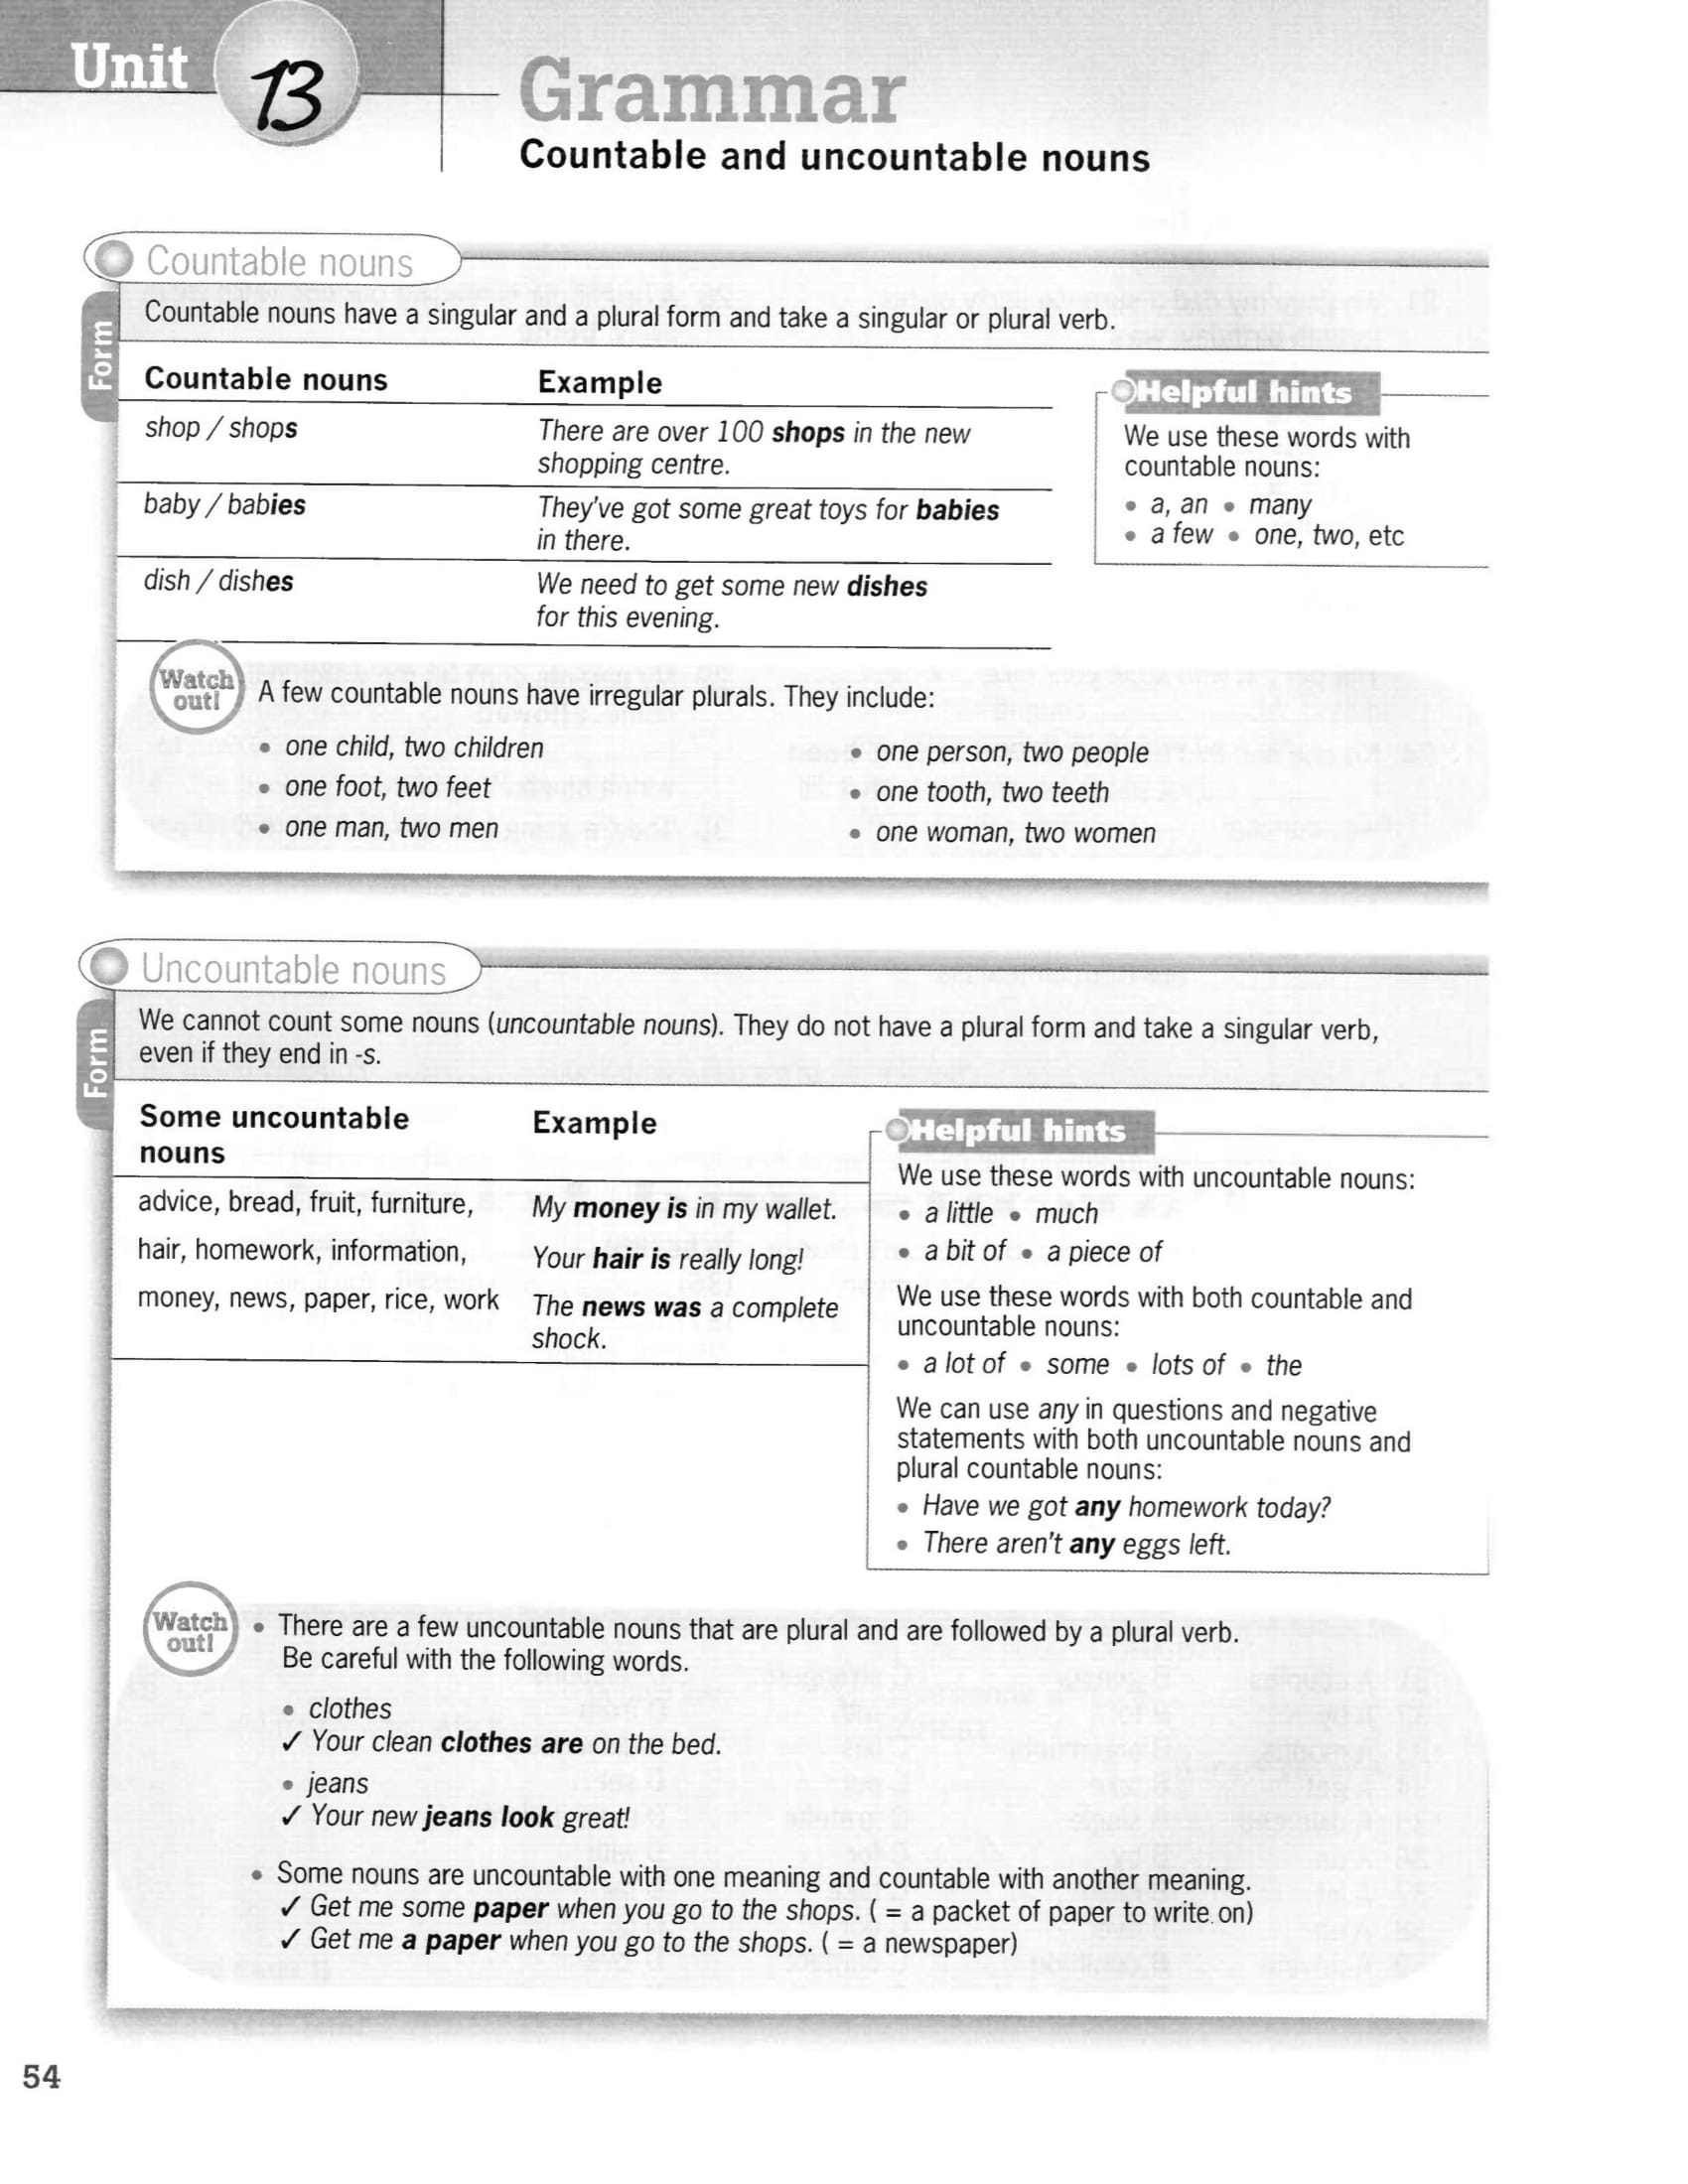 Unit 13
Grammar
Countable and uncountable nouns
Countable nouns
Form
Countable nouns have a singular and a plural form and take a singular or plural verb.
Countable nouns Example
shop / shops There are over 100 shops in the new
shopping centre.
baby / babies They've got some great toys for babies
in there.
dish / dishes We need to get some new dishes
for this evening.
Helpful hints
We use these words with
countable nouns:
• a, an • many
• a few • one, two, etc
Watch
out!
A few countable nouns have irregular plurals. They include:
• one child, two children • one person, two people
• one foot, two feet • one tooth, two teeth
• one man, two men • one woman, two women
Uncountable nouns
Form
We cannot count some nouns (uncountable nouns). They do not have a plural form and take a singular verb,
even if they end in -s.
Some uncountable Example
nouns
advice, bread, fruit, furniture, My money is in my wallet.
hair, homework, information, Your hair is really long!
money, news, paper, rice, work The news was a complete
shock.
Helpful hints
We use these words with uncountable nouns:
• a little • much
• a bit of • a piece of
We use these words with both countable and
uncountable nouns:
• a lot of • some • lots of • the
We can use any in questions and negative
statements with both uncountable nouns and
plural countable nouns:
• Have we got any homework today?
• There aren't any eggs left.
Watch
out!
• There are a few uncountable nouns that are plural and are followed by a plural verb.
Be careful with the following words.
• clothes
✓ Your clean clothes are on the bed.
• jeans
✓ Your new jeans look great!
• Some nouns are uncountable with one meaning and countable with another meaning.
✓ Get me some paper when you go to the shops. ( = a packet of paper to write on)
✓ Get me a paper when you go to the shops. ( = a newspaper)
54